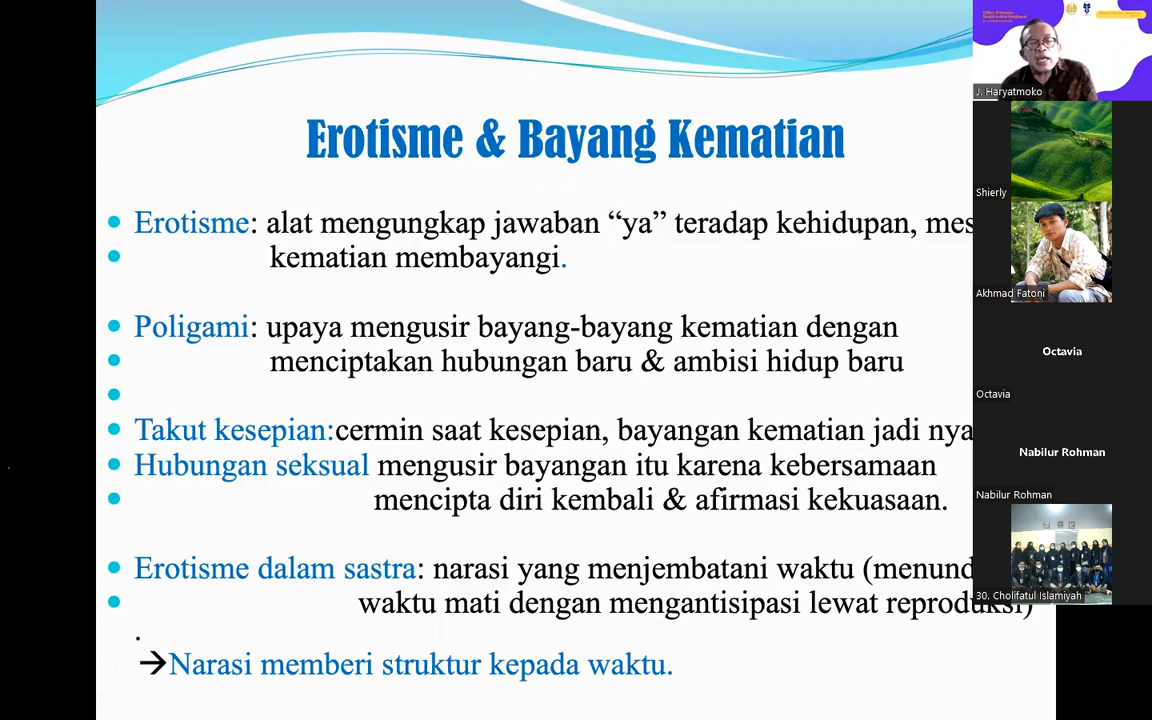 Erotisme & Bayang Kematian
Erotisme: alat mengungkap jawaban “ya” teradap kehidupan, mes
kematian membayangi.
Poligami: upaya mengusir bayang-bayang kematian dengan
menciptakan hubungan baru & ambisi hidup baru
Takut kesepian:cermin saat kesepian, bayangan kematian jadi nya
Hubungan seksual mengusir bayangan itu karena kebersamaan
mencipta diri kembali & afirmasi kekuasaan.
Erotisme dalam sastra: narasi yang menjembatani waktu (menund
waktu mati dengan mengantisipasi lewat reproduksi)
.
→Narasi memberi struktur kepada waktu.
J. Haryatmoko
Shierly
Akhmad Fatoni
Octavia
Octavia
Nabilur Rohman
Nabilur Rohman
30. Cholifatul Islamiyah